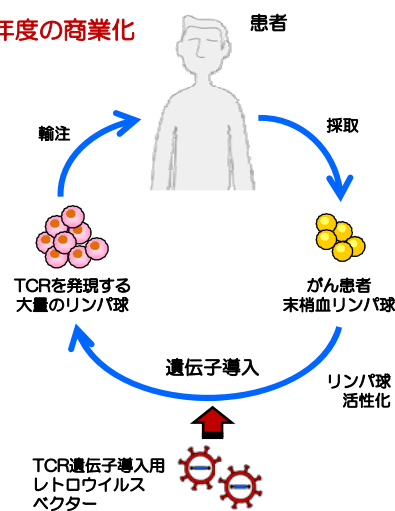 年度の商業化
患者
輸注
採取
TCRを発現する
大量のリンパ球
がん患者
末梢血リンパ球
遺伝子導入
リンパ球
活性化
TCR遺伝子導入用
レトロウイルス
ベクター